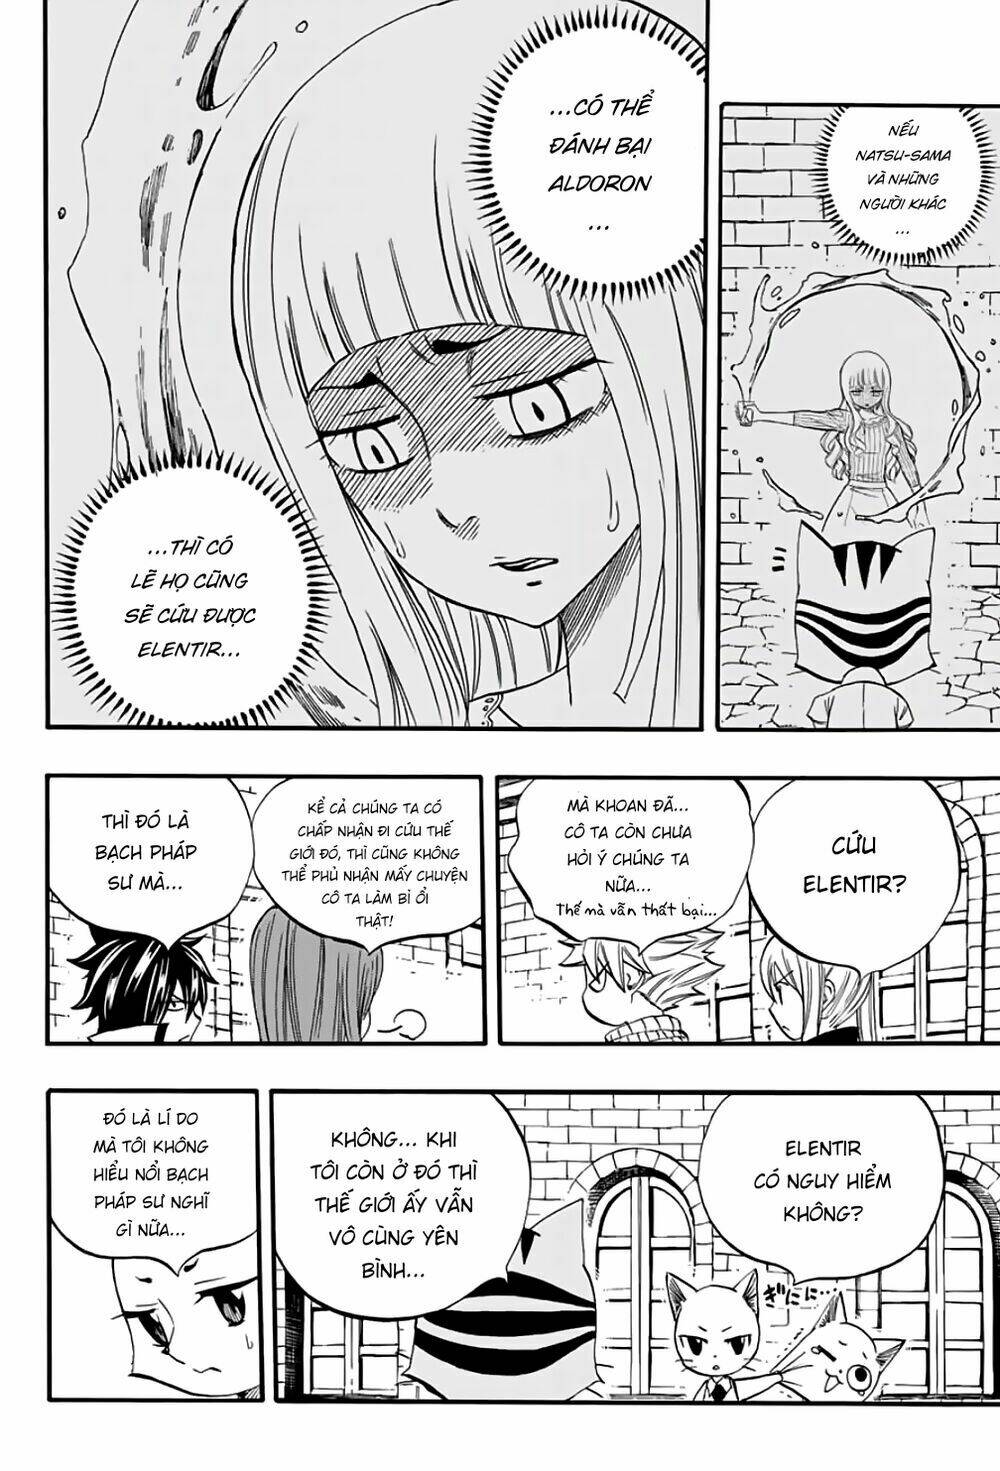 NẾU
NATSU-SAMA
VÀ NHỮNG
NGƯỜI KHÁC
...
...CÓ THỂ
ĐÁNH BẠI
ALDORON
...
...THÌ CÓ
LẼ HỌ CŨNG
SẼ CỨU ĐƯỢC
ELENTIR...
CỨU
ELENTIR?
MÀ KHOAN ĐÃ...
CÔ TA CÒN CHƯA
HỎI Ý CHÚNG TA
NỮA...
Thế mà vẫn thất bại...
KỂ CẢ CHÚNG TA CÓ
CHẤP NHẬN ĐI CỨU THẾ
GIỚI ĐÓ, THÌ CŨNG KHÔNG
THỂ PHỦ NHẬN MẤY CHUYỆN
CÔ TA LÀM BỈ ỔI
THẬT!
THÌ ĐÓ LÀ
BẠCH PHÁP
SƯ MÀ...
ELENTIR
CÓ NGUY HIỂM
KHÔNG?
ぎににに…
KHÔNG... KHI
TÔI CÒN Ở ĐÓ THÌ
THẾ GIỚI ẤY VẪN
VÔ CÙNG YÊN
BÌNH...
ĐÓ LÀ LÍ DO
MÀ TÔI KHÔNG
HIỂU NỔI BẠCH
PHÁP SƯ NGHĨ
GÌ NỮA...